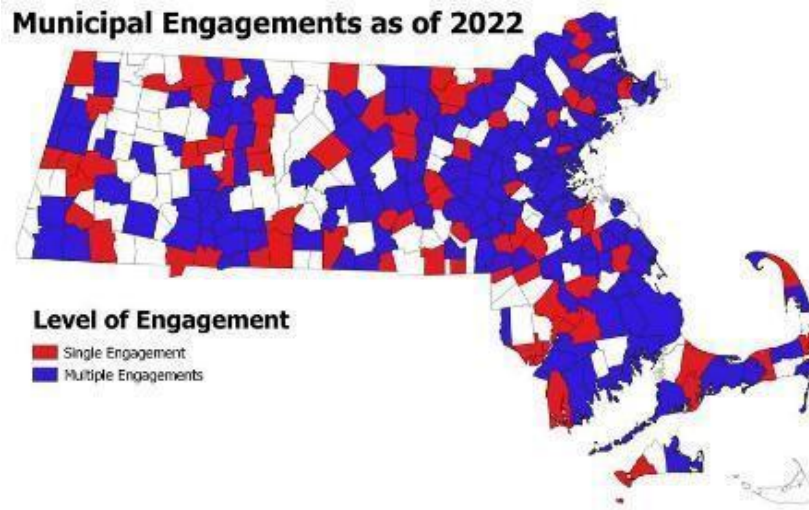 Municipal Engagements as of 2022
Level of Engagement
Single Engagement
Multiple Engagements